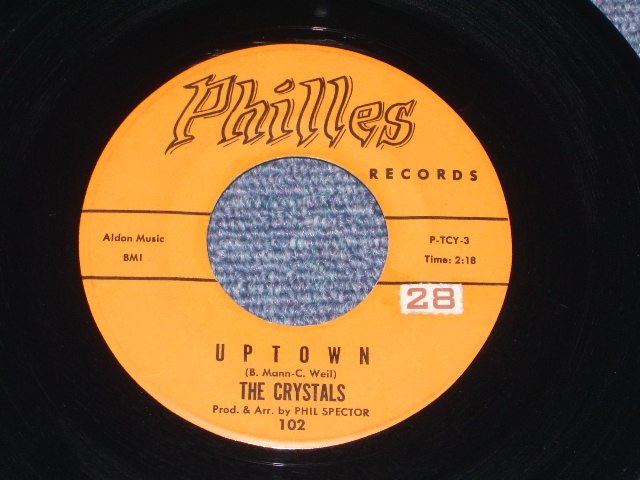 Philles
RECORDS
Aldon Music
BMI
P-TCY-3
Time: 2:18
28
UPTOWN
(B. Mann-C. Weil)
THE CRYSTALS
Prod. & Arr. by PHIL SPECTOR
102